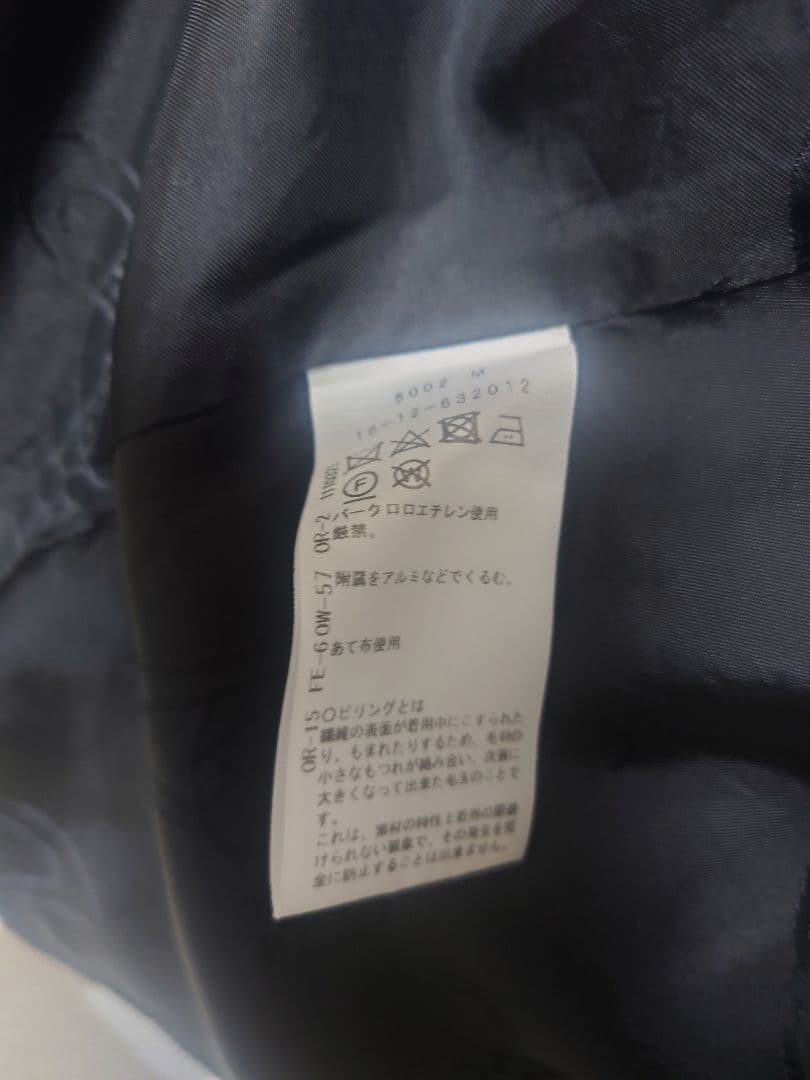 5002 M
16-12-632012
F
W
OR-2 パークロロエチレン使用
厳禁。
OW-57 附属をアルミなどでくるむ。
FE-6 あて布使用
OR-15 〇ピリングとは
繊維の表面が着用中にこすられた
り、もまれたりするため、毛羽の
小さなもつれが絡み合い、次第に
大きくなって出来た毛玉のことで
す。
これは、素材の特性上着用の
げられない現象で、その発生を完
全に防止することは出来ません。